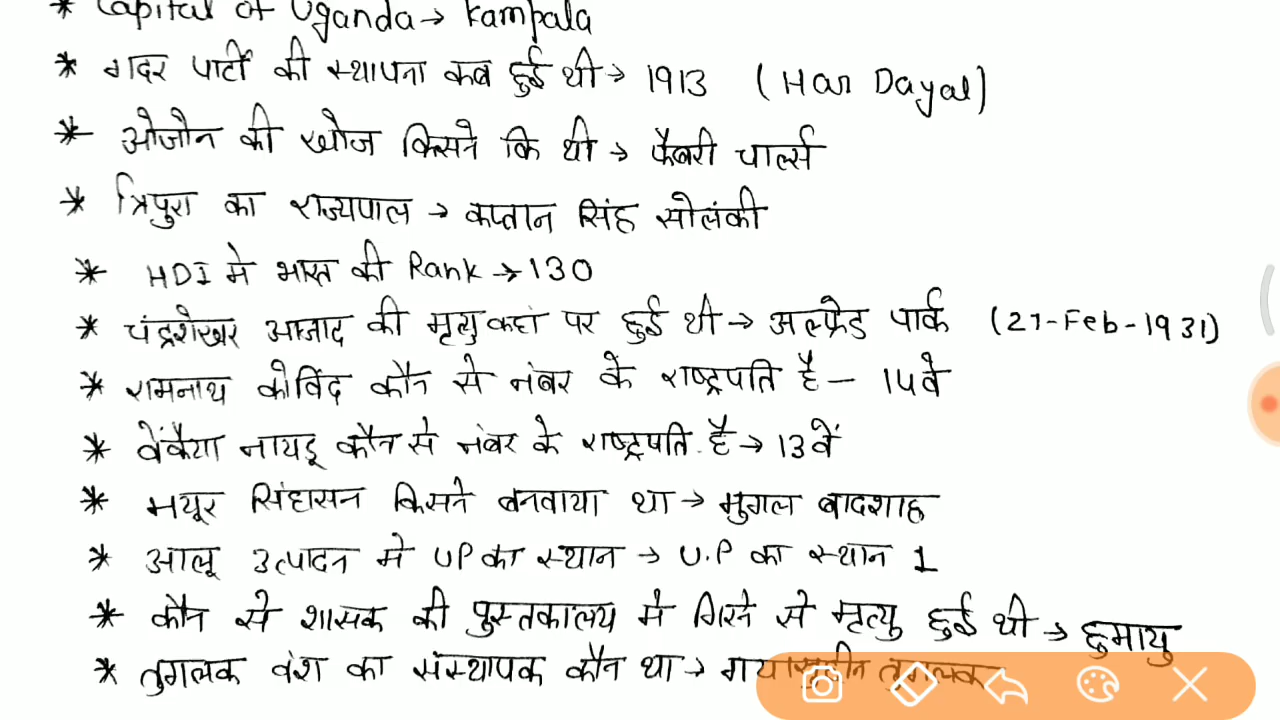 * Capital of Uganda → Kampala
* गदर पार्टी की स्थापना कब हुई थी → 1913 (Har Dayal)
* ओजोन की खोज किसने कि थी → फैबरी चार्ल्स
* त्रिपुरा का राज्यपाल → कप्तान सिंह सोलंकी
* HDI मे भारत की Rank → 130
* चंद्रशेखर आजाद की मृत्यु कहां पर हुई थी → अल्फ्रेड पार्क (27-Feb-1931)
* रामनाथ कोविंद कौन से नंबर के राष्ट्रपति है – 14वे
* वेंकैया नायडू कौन से नंबर के राष्ट्रपति है → 13वें
* मयूर सिंहासन किसने बनवाया था → मुगल बादशाह
* आलू उत्पादन मे UP का स्थान → U.P का स्थान 1
* कौन से शासक की पुस्तकालय मे गिरने से मृत्यु हुई थी → हुमायु
* तुगलक वंश का संस्थापक कौन था → गयासुद्दीन तुगलक